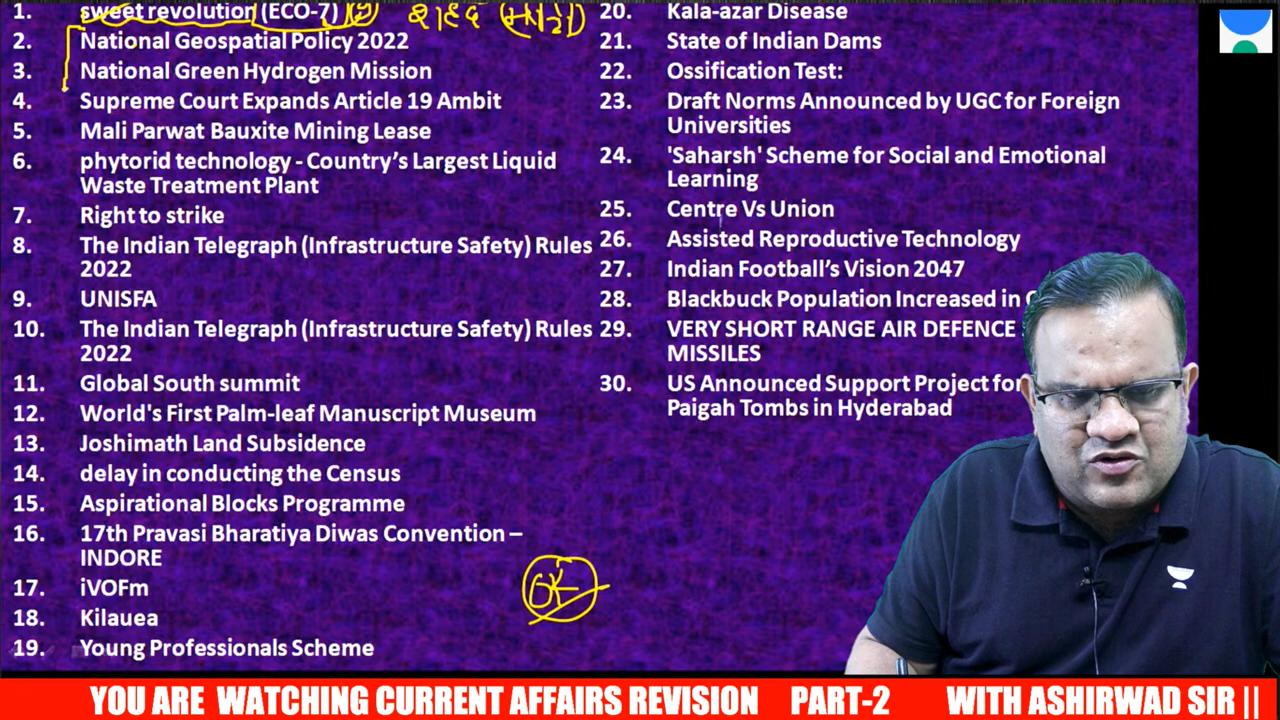 1. sweet revolution (ECO-7)
शहद
2. National Geospatial Policy 2022
3. National Green Hydrogen Mission
4. Supreme Court Expands Article 19 Ambit
5. Mali Parwat Bauxite Mining Lease
6. phytorid technology - Country's Largest Liquid
Waste Treatment Plant
7. Right to strike
8. The Indian Telegraph (Infrastructure Safety) Rules
2022
9. UNISFA
10. The Indian Telegraph (Infrastructure Safety) Rules
2022
11. Global South summit
12. World's First Palm-leaf Manuscript Museum
13. Joshimath Land Subsidence
14. delay in conducting the Census
15. Aspirational Blocks Programme
16. 17th Pravasi Bharatiya Diwas Convention –
INDORE
17. iVOFm
18. Kilauea
19. Young Professionals Scheme
20. Kala-azar Disease
21. State of Indian Dams
22. Ossification Test:
23. Draft Norms Announced by UGC for Foreign
Universities
24. 'Saharsh' Scheme for Social and Emotional
Learning
25. Centre Vs Union
26. Assisted Reproductive Technology
27. Indian Football's Vision 2047
28. Blackbuck Population Increased in
29. VERY SHORT RANGE AIR DEFENCE
MISSILES
30. US Announced Support Project for
Paigah Tombs in Hyderabad
YOU ARE WATCHING CURRENT AFFAIRS REVISION PART-2 WITH ASHIRWAD SIR ||